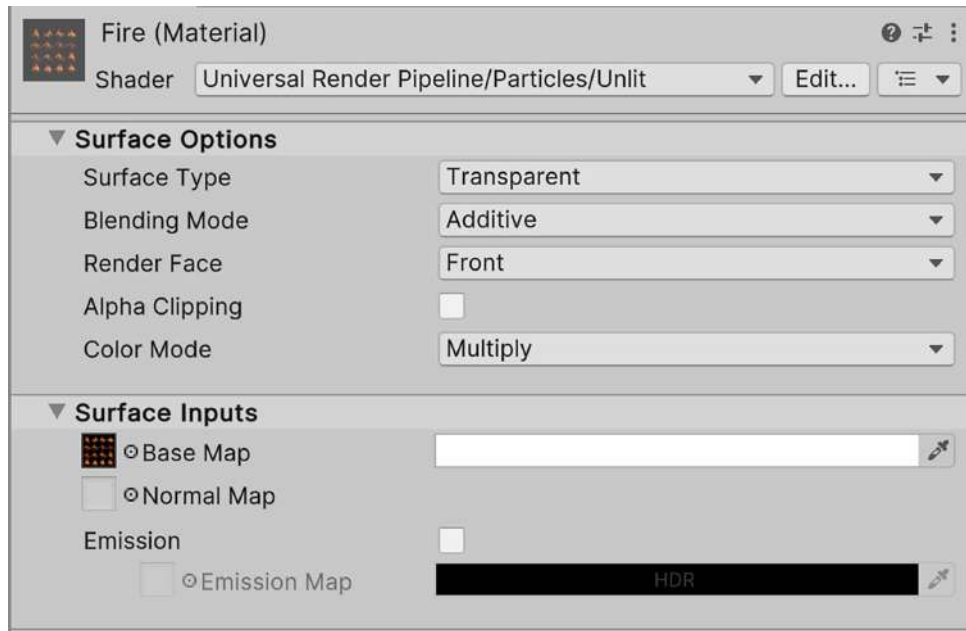 Fire (Material)
Shader Universal Render Pipeline/Particles/Unlit Edit...
Surface Options
Surface Type Transparent
Blending Mode Additive
Render Face Front
Alpha Clipping
Color Mode Multiply
Surface Inputs
Base Map
Normal Map
Emission
Emission Map HDR